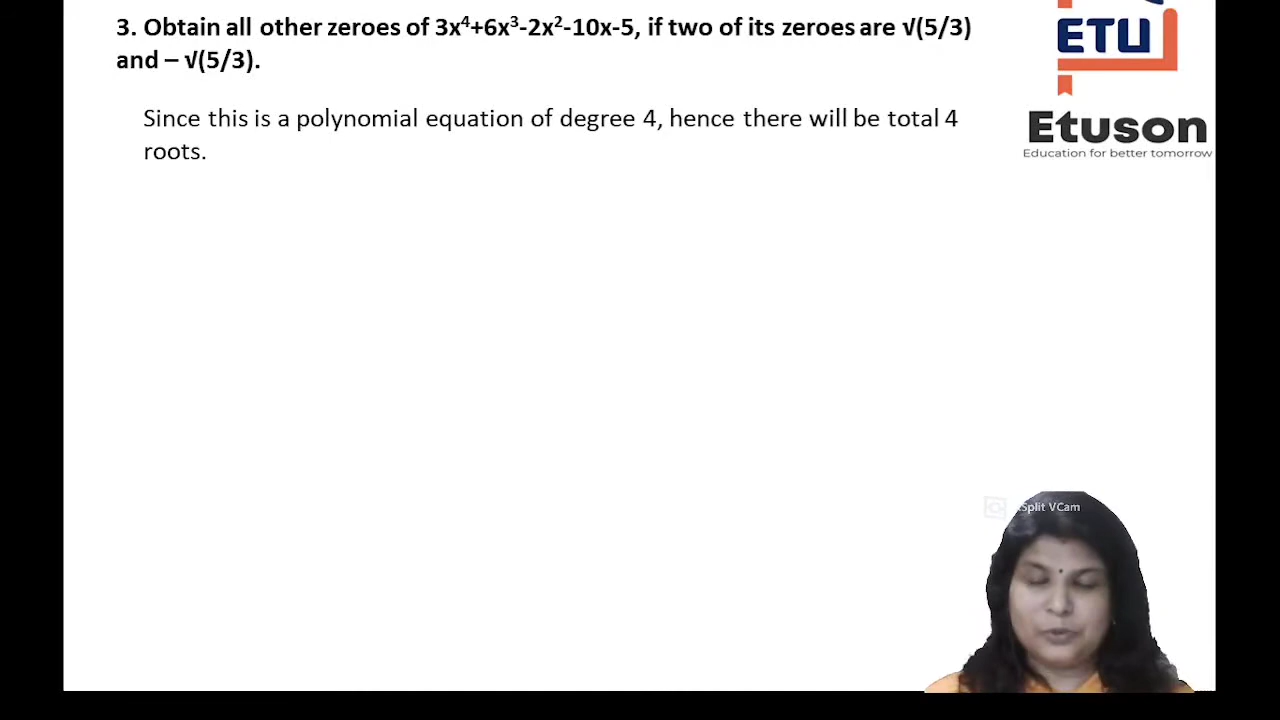 3. Obtain all other zeroes of 3x⁴+6x³-2x²-10x-5, if two of its zeroes are √(5/3)
and – √(5/3).
Since this is a polynomial equation of degree 4, hence there will be total 4
roots.
ETU
Etuson
Education for better tomorrow
Split VCam